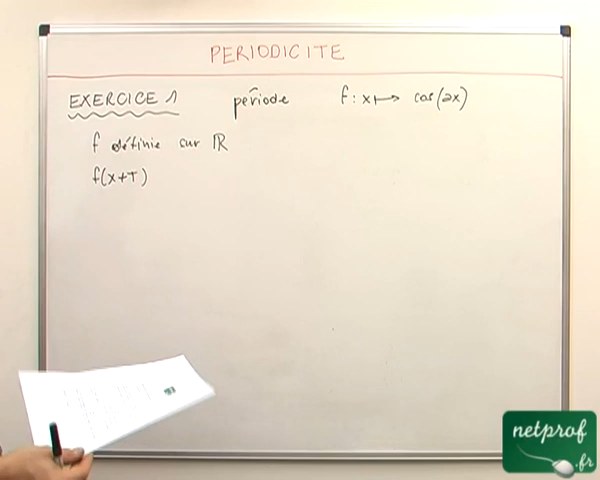 PERIODICITE
EXERCICE 1 période f : x ↦ cos(2x)
f définie sur ℝ
f(x+T)
netprof
.fr